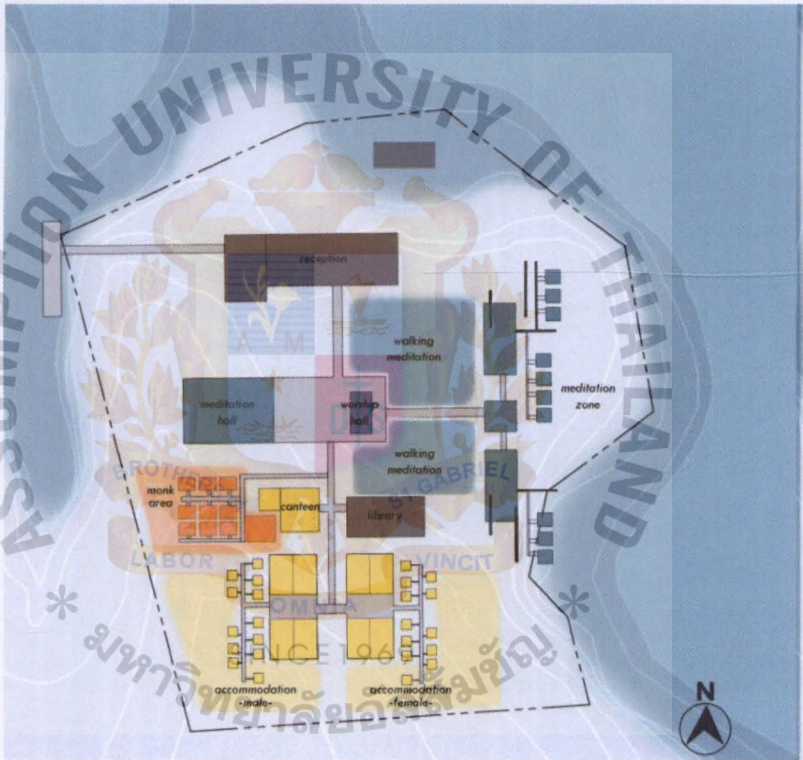 ASSUMPTION UNIVERSITY OF THAILAND
reception
A M
walking
meditation
meditation
zone
meditation
hall
worship
hall
D S
walking
meditation
BROTHERS
ST GABRIEL
monk
area
canteen
library
LABOR
VINCIT
OMNIA
SINCE 1969
accommodation
-male-
accommodation
-female-
* มหาวิทยาลัยอัสสัมชัญ *
N